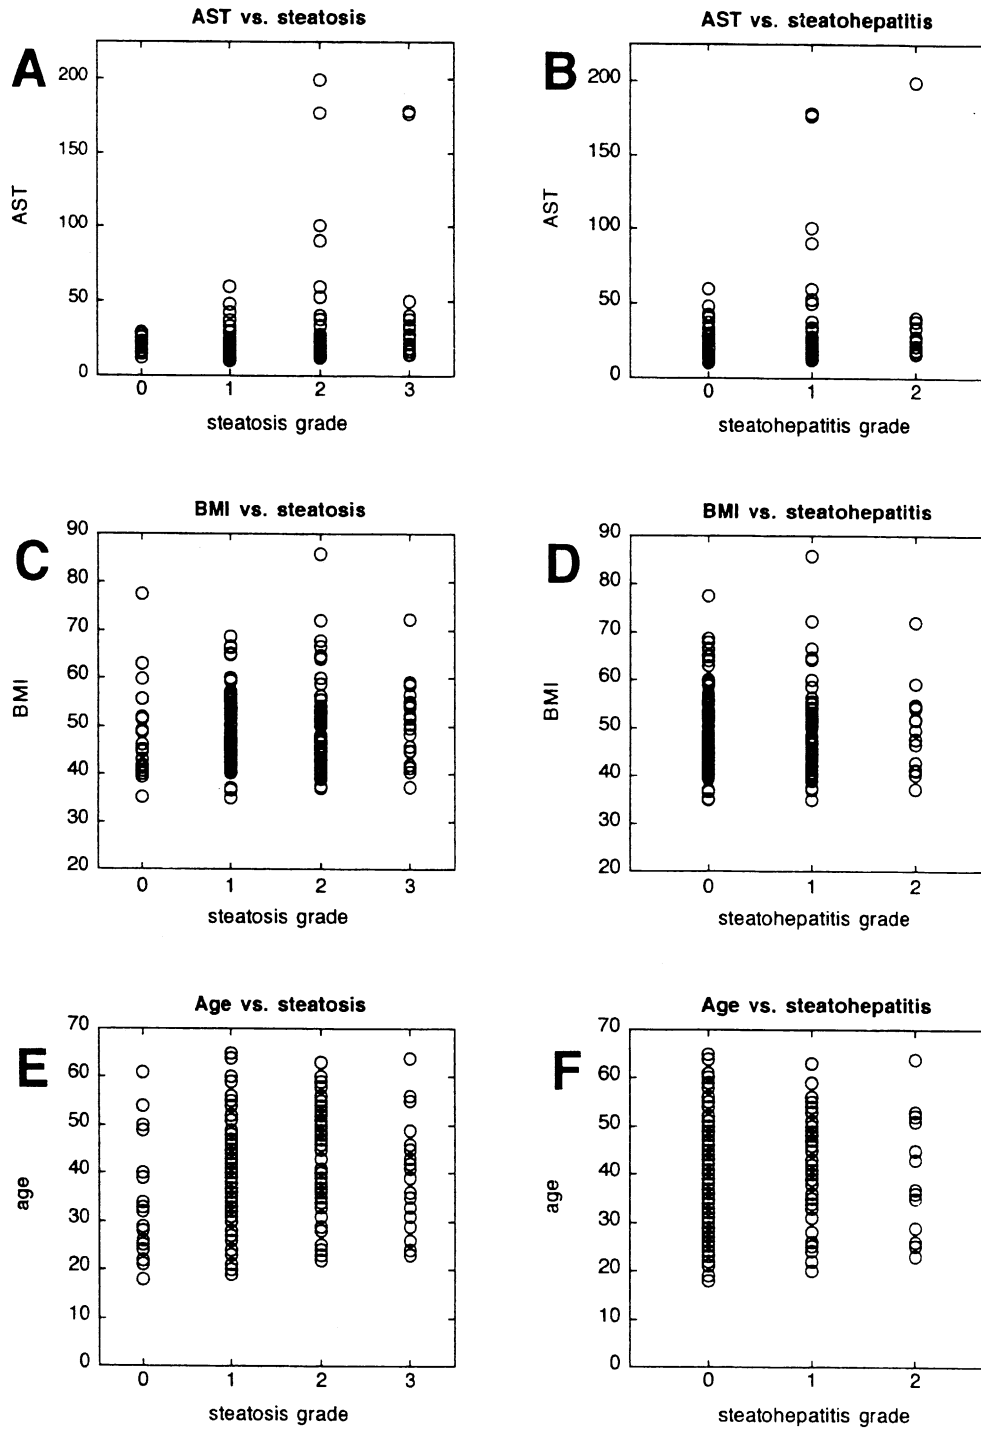 AST vs. steatosis
A
200
150
100
50
0
AST
0 1 2 3
steatosis grade
AST vs. steatohepatitis
B
200
150
100
50
0
AST
0 1 2
steatohepatitis grade
BMI vs. steatosis
C
90
80
70
60
50
40
30
20
BMI
0 1 2 3
steatosis grade
BMI vs. steatohepatitis
D
90
80
70
60
50
40
30
20
BMI
0 1 2
steatohepatitis grade
Age vs. steatosis
E
70
60
50
40
30
20
10
0
age
0 1 2 3
steatosis grade
Age vs. steatohepatitis
F
70
60
50
40
30
20
10
0
age
0 1 2
steatohepatitis grade